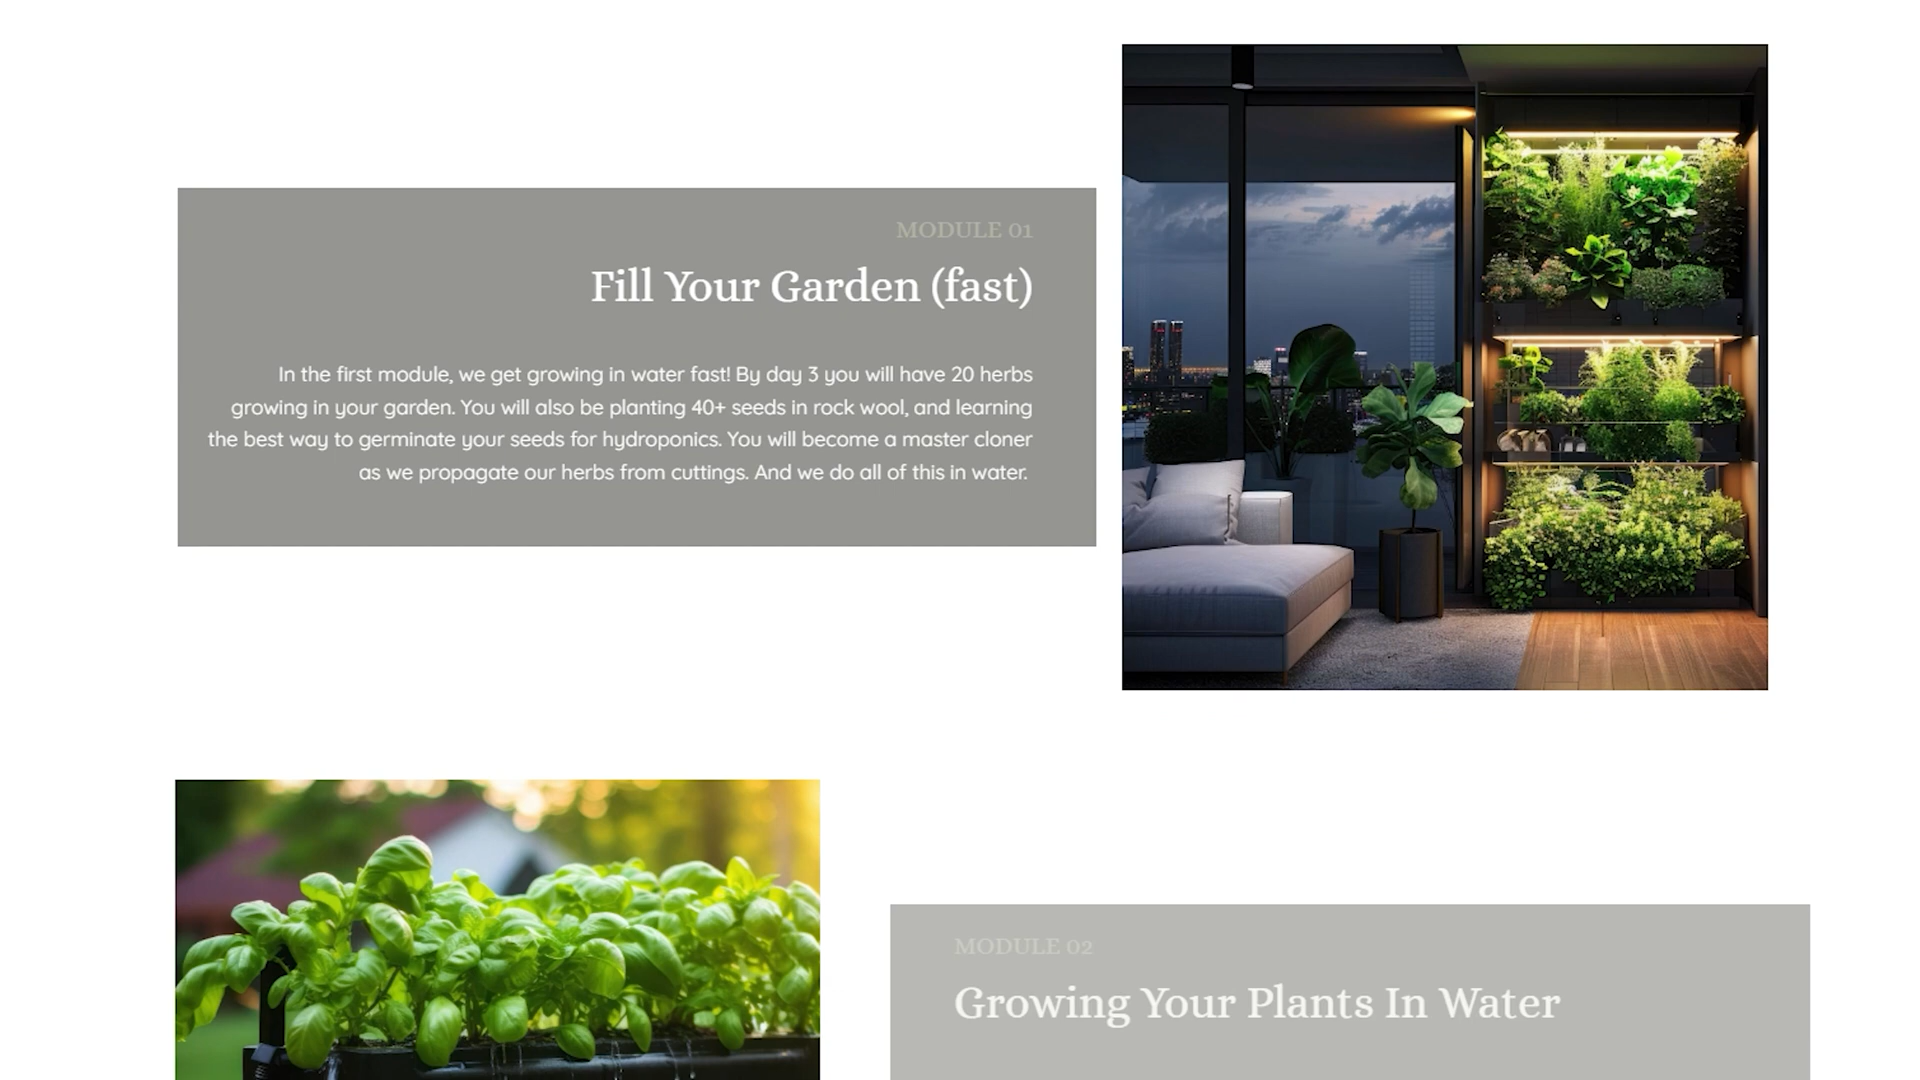 MODULE 01
Fill Your Garden (fast)
In the first module, we get growing in water fast! By day 3 you will have 20 herbs
growing in your garden. You will also be planting 40+ seeds in rock wool, and learning
the best way to germinate your seeds for hydroponics. You will become a master cloner
as we propagate our herbs from cuttings. And we do all of this in water.
MODULE 02
Growing Your Plants In Water